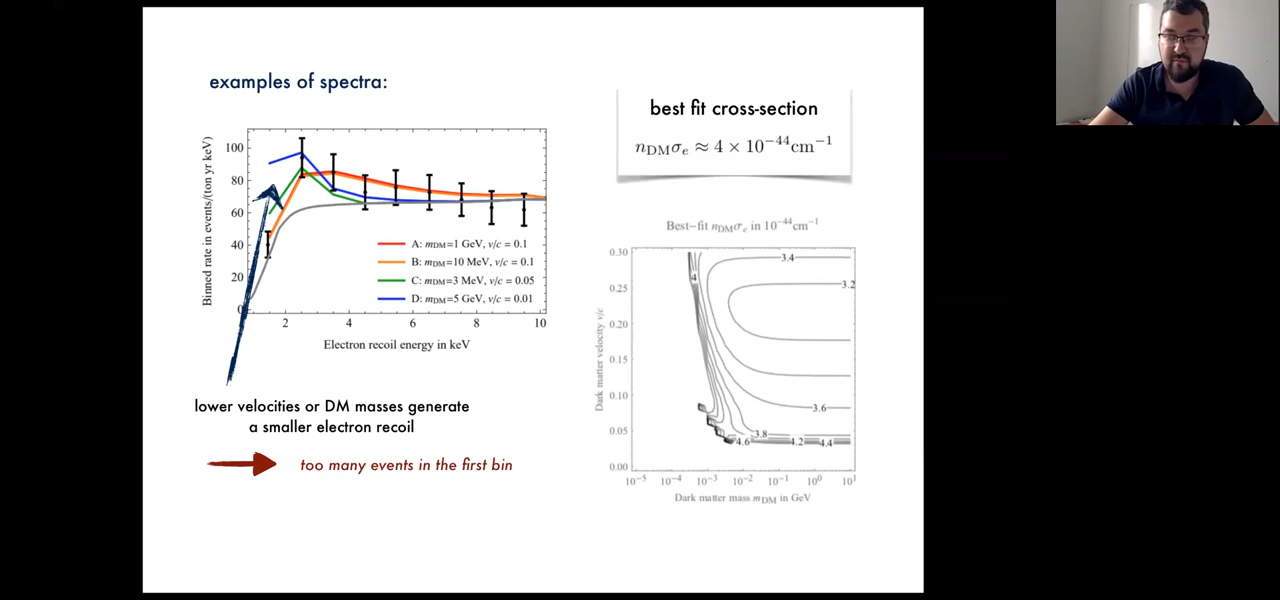 examples of spectra:
best fit cross-section
n_DM σ_e ≈ 4 × 10⁻⁴⁴ cm⁻¹
Binned rate in events/(ton yr keV)
100
80
60
40
20
0
A: m_DM=1 GeV, v/c = 0.1
B: m_DM=10 MeV, v/c = 0.1
C: m_DM=3 MeV, v/c = 0.05
D: m_DM=5 GeV, v/c = 0.01
2 4 6 8 10
Electron recoil energy in keV
lower velocities or DM masses generate
a smaller electron recoil
too many events in the first bin
Best-fit n_DM σ_e in 10⁻⁴⁴ cm⁻¹
Dark matter velocity v/c
0.30
0.25
0.20
0.15
0.10
0.05
0.00
3.4
4
3.2
3.6
3.8
4.6 4.2 4.4
10⁻⁵ 10⁻⁴ 10⁻³ 10⁻² 10⁻¹ 10⁰ 10¹
Dark matter mass m_DM in GeV